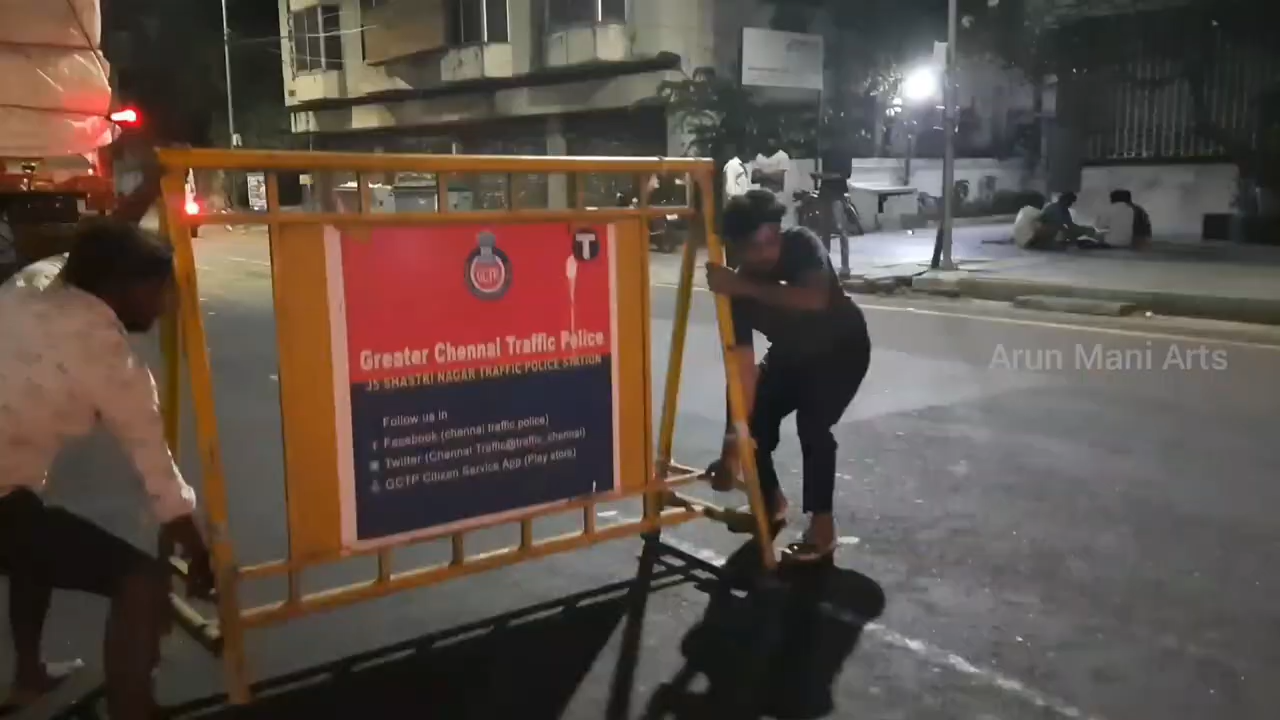 GCTP
T
Greater Chennai Traffic Police
J5 SHASTRI NAGAR TRAFFIC POLICE STATION
Follow us in
f Facebook (chennai traffic police)
Twitter (Chennai Traffic@traffic_chennai)
GCTP Citizen Service App (Play store)
Arun Mani Arts